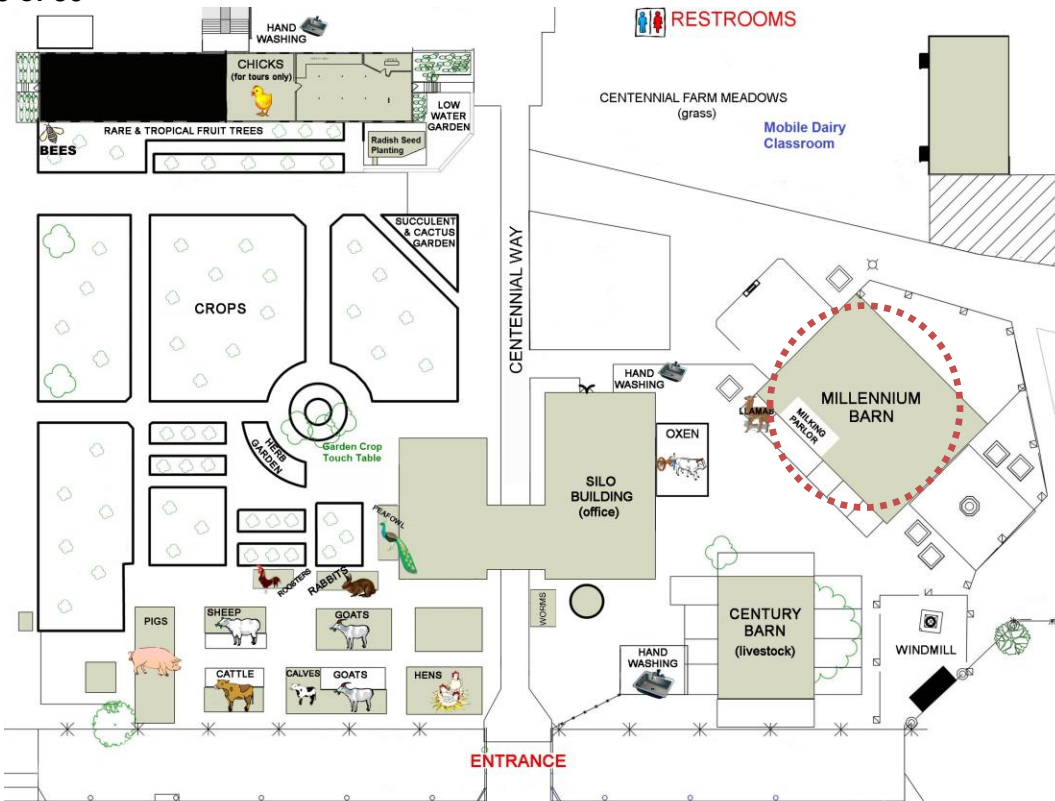 HAND
WASHING
RESTROOMS
CHICKS
(for tours only)
LOW
WATER
GARDEN
CENTENNIAL FARM MEADOWS
(grass)
Mobile Dairy
Classroom
RARE & TROPICAL FRUIT TREES
BEES
Radish Seed
Planting
SUCCULENT
& CACTUS
GARDEN
CROPS
CENTENNIAL WAY
HAND
WASHING
MILLENNIUM
BARN
LLAMAS
MILKING
PARLOR
HERB
GARDEN
Garden Crop
Touch Table
OXEN
SILO
BUILDING
(office)
PEAFOWL
ROOSTERS
RABBITS
PIGS
SHEEP
GOATS
WORMS
CENTURY
BARN
(livestock)
WINDMILL
HAND
WASHING
CATTLE
CALVES
GOATS
HENS
ENTRANCE